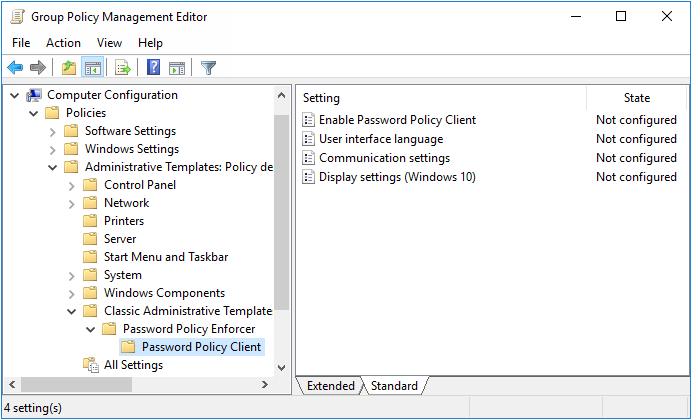 Group Policy Management Editor
File Action View Help
Computer Configuration
Policies
Software Settings
Windows Settings
Administrative Templates: Policy de
Control Panel
Network
Printers
Server
Start Menu and Taskbar
System
Windows Components
Classic Administrative Template
Password Policy Enforcer
Password Policy Client
All Settings
Setting State
Enable Password Policy Client Not configured
User interface language Not configured
Communication settings Not configured
Display settings (Windows 10) Not configured
Extended Standard
4 setting(s)